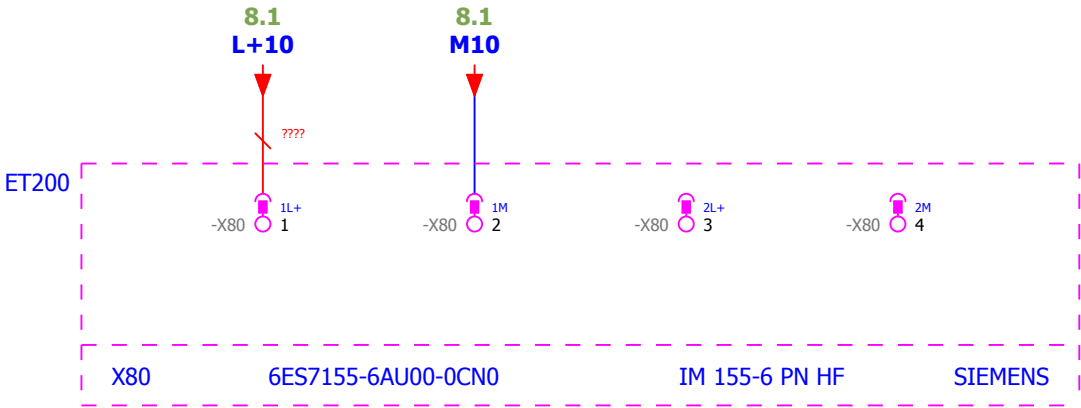 8.1 8.1
L+10 M10
????
ET200
1L+ 1M 2L+ 2M
-X80 1 -X80 2 -X80 3 -X80 4
X80 6ES7155-6AU00-0CN0 IM 155-6 PN HF SIEMENS